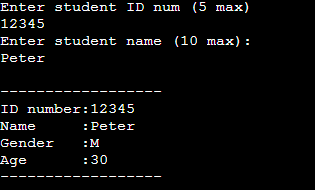 Enter student ID num (5 max)
12345
Enter student name (10 max):
Peter
------------------
ID number:12345
Name     :Peter
Gender   :M
Age      :30
------------------